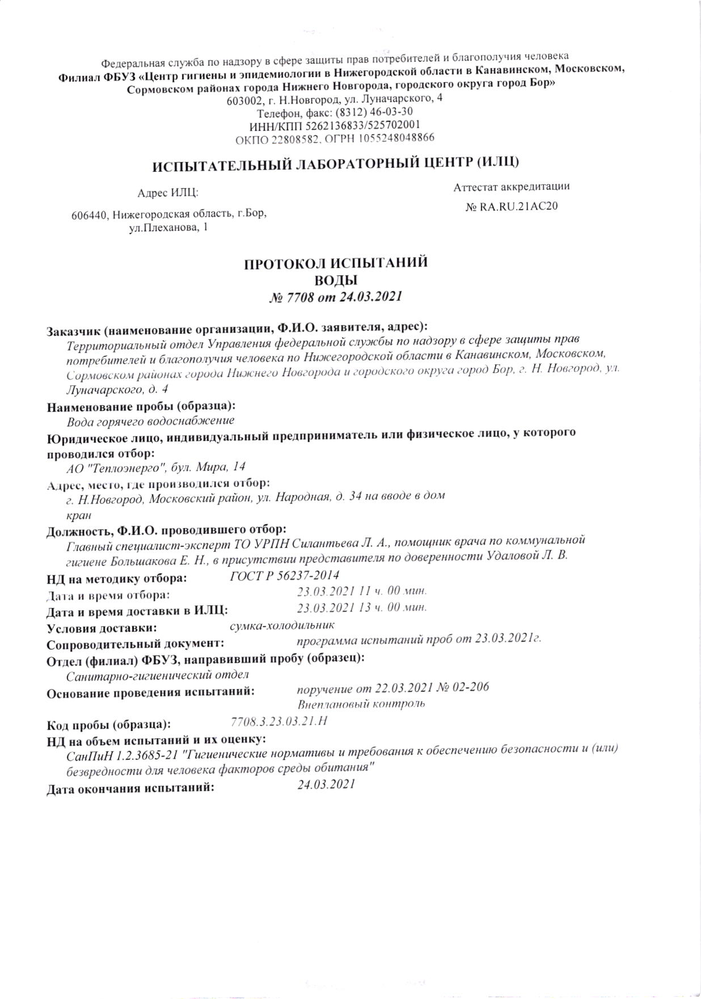 Федеральная служба по надзору в сфере защиты прав потребителей и благополучия человека
Филиал ФБУЗ «Центр гигиены и эпидемиологии в Нижегородской области в Канавинском, Московском,
Сормовском районах города Нижнего Новгорода, городского округа город Бор»
603002, г. Н.Новгород, ул. Луначарского, 4
Телефон, факс: (8312) 46-03-30
ИНН/КПП 5262136833/525702001
ОКПО 22808582, ОГРН 1055248048866
ИСПЫТАТЕЛЬНЫЙ ЛАБОРАТОРНЫЙ ЦЕНТР (ИЛЦ)
Адрес ИЛЦ:
606440, Нижегородская область, г.Бор,
ул.Плеханова, 1
Аттестат аккредитации
№ RA.RU.21АС20
ПРОТОКОЛ ИСПЫТАНИЙ
ВОДЫ
№ 7708 от 24.03.2021
Заказчик (наименование организации, Ф.И.О. заявителя, адрес):
Территориальный отдел Управления федеральной службы по надзору в сфере защиты прав
потребителей и благополучия человека по Нижегородской области в Канавинском, Московском,
Сормовском районах города Нижнего Новгорода и городского округа город Бор, г. Н. Новгород, ул.
Луначарского, д. 4
Наименование пробы (образца):
Вода горячего водоснабжение
Юридическое лицо, индивидуальный предприниматель или физическое лицо, у которого
проводился отбор:
АО "Теплоэнерго", бул. Мира, 14
Адрес, место, где производился отбор:
г. Н.Новгород, Московский район, ул. Народная, д. 34 на вводе в дом
кран
Должность, Ф.И.О. проводившего отбор:
Главный специалист-эксперт ТО УРПН Силантьева Л. А., помощник врача по коммунальной
гигиене Большакова Е. Н., в присутствии представителя по доверенности Удаловой Л. В.
НД на методику отбора: ГОСТ Р 56237-2014
Дата и время отбора: 23.03.2021 11 ч. 00 мин.
Дата и время доставки в ИЛЦ: 23.03.2021 13 ч. 00 мин.
Условия доставки: сумка-холодильник
Сопроводительный документ: программа испытаний проб от 23.03.2021г.
Отдел (филиал) ФБУЗ, направивший пробу (образец):
Санитарно-гигиенический отдел
Основание проведения испытаний: поручение от 22.03.2021 № 02-206
Внеплановый контроль
Код пробы (образца): 7708.3.23.03.21.Н
НД на объем испытаний и их оценку:
СанПиН 1.2.3685-21 "Гигиенические нормативы и требования к обеспечению безопасности и (или)
безвредности для человека факторов среды обитания"
Дата окончания испытаний: 24.03.2021